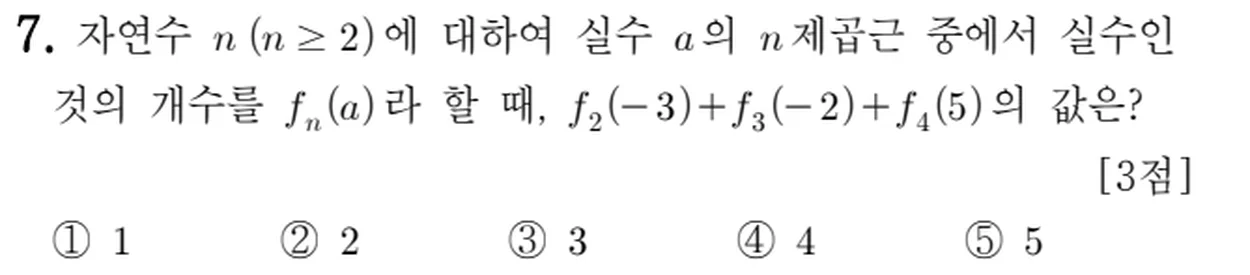 7. 자연수 n (n ≥ 2)에 대하여 실수 a의 n제곱근 중에서 실수인
것의 개수를 fₙ(a)라 할 때, f₂(−3)+f₃(−2)+f₄(5)의 값은?
[3점]
① 1 ② 2 ③ 3 ④ 4 ⑤ 5